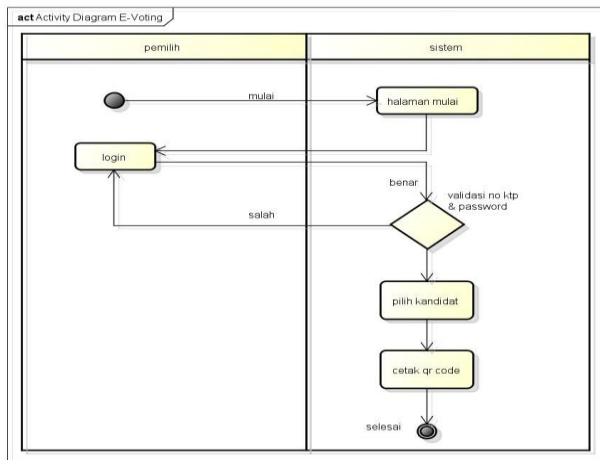 act Activity Diagram E-Voting
pemilih
sistem
mulai
halaman mulai
login
benar
validasi no ktp
& password
salah
pilih kandidat
cetak qr code
selesai